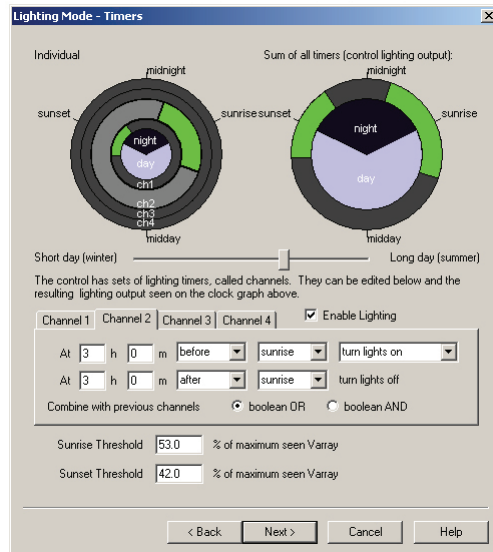 Lighting Mode - Timers
Individual
Sum of all timers (control lighting output):
midnight
midnight
sunset
sunrise
sunset
sunrise
night
night
day
day
ch1
ch2
ch3
ch4
midday
midday
Short day (winter)
Long day (summer)
The control has sets of lighting timers, called channels. They can be edited below and the
resulting lighting output seen on the clock graph above.
Channel 1 Channel 2 Channel 3 Channel 4 Enable Lighting
At 3 h 0 m before sunrise turn lights on
At 3 h 0 m after sunrise turn lights off
Combine with previous channels boolean OR boolean AND
Sunrise Threshold 53.0 % of maximum seen Varray
Sunset Threshold 42.0 % of maximum seen Varray
< Back Next > Cancel Help